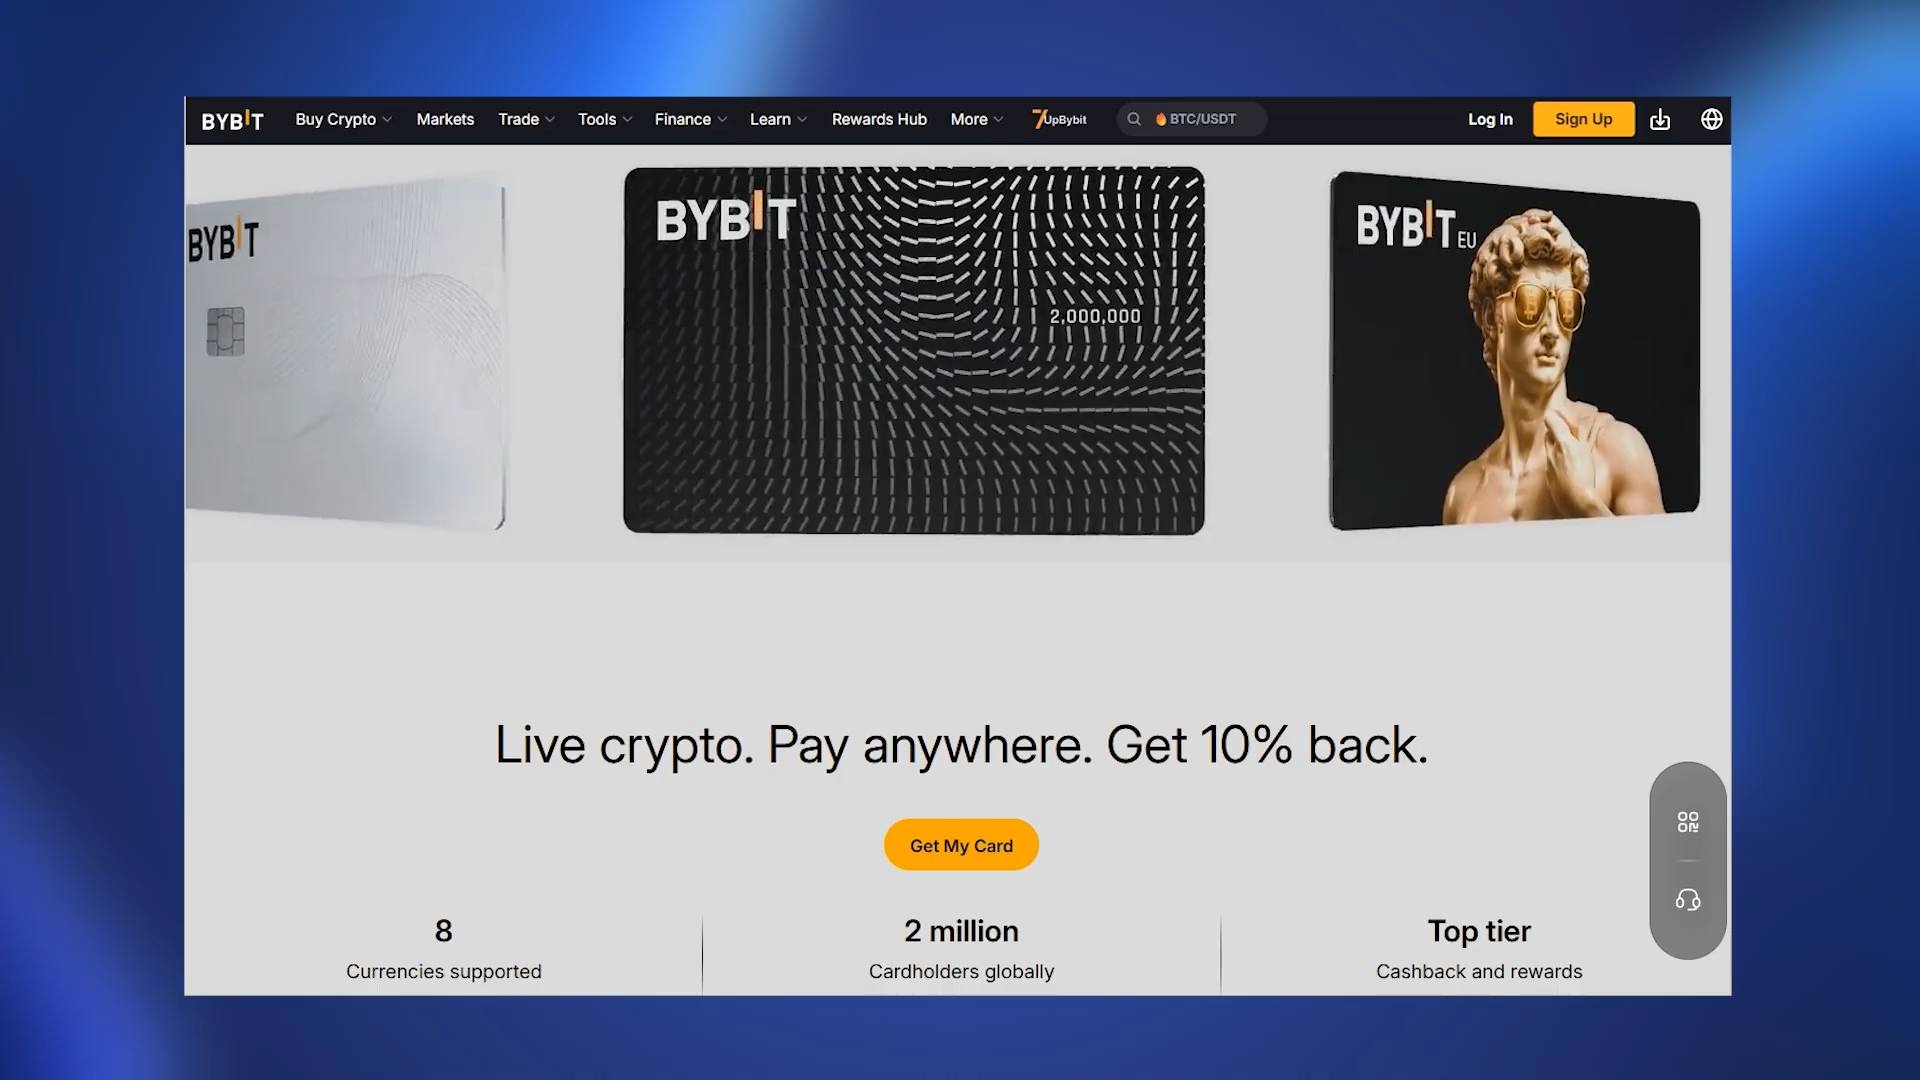 BYBIT Buy Crypto Markets Trade Tools Finance Learn Rewards Hub More 7UpBybit BTC/USDT Log In Sign Up
BYBIT
BYBIT
2,000,000
BYBIT EU
Live crypto. Pay anywhere. Get 10% back.
Get My Card
8
Currencies supported
2 million
Cardholders globally
Top tier
Cashback and rewards